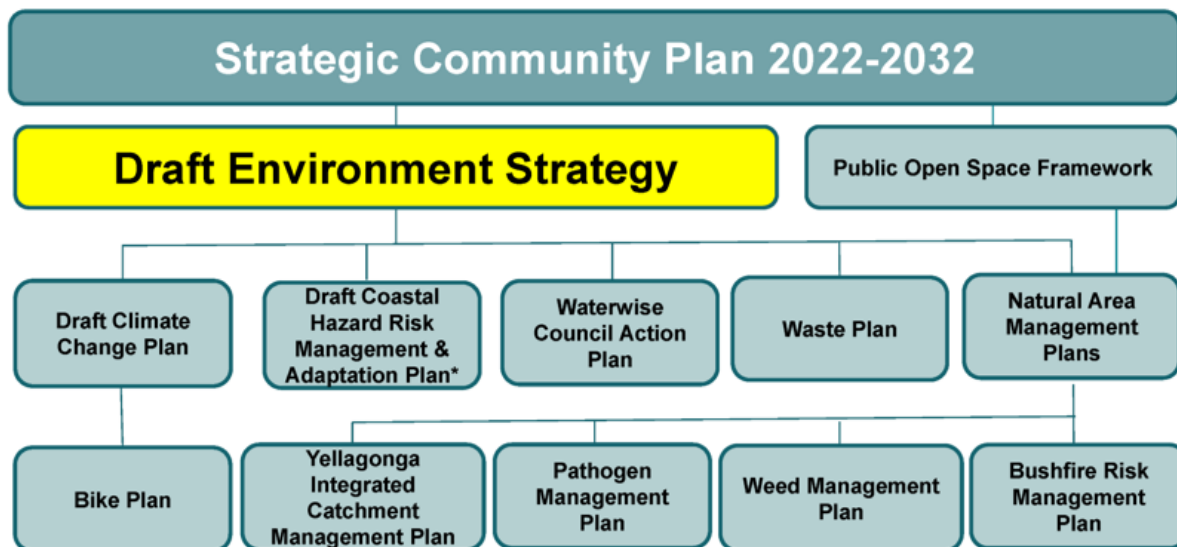 Strategic Community Plan 2022-2032
Draft Environment Strategy
Public Open Space Framework
Draft Climate
Change Plan
Draft Coastal
Hazard Risk
Management &
Adaptation Plan*
Waterwise
Council Action
Plan
Waste Plan
Natural Area
Management
Plans
Bike Plan
Yellagonga
Integrated
Catchment
Management Plan
Pathogen
Management
Plan
Weed Management
Plan
Bushfire Risk
Management
Plan